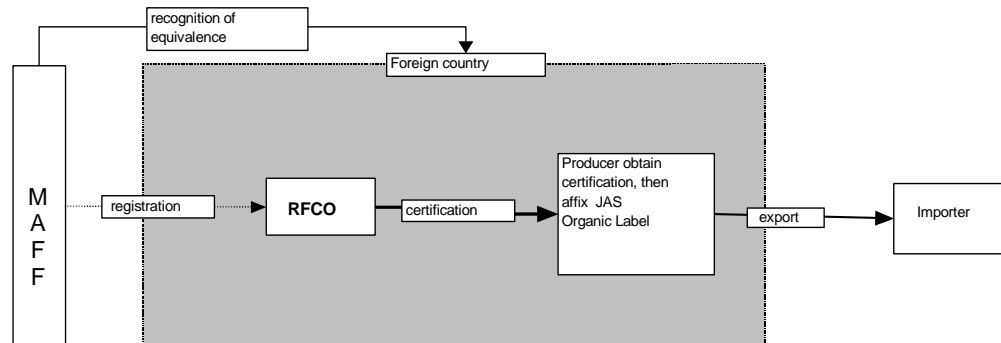 recognition of
equivalence
Foreign country
M
A
F
F
registration
RFCO
certification
Producer obtain
certification, then
affix JAS
Organic Label
export
Importer